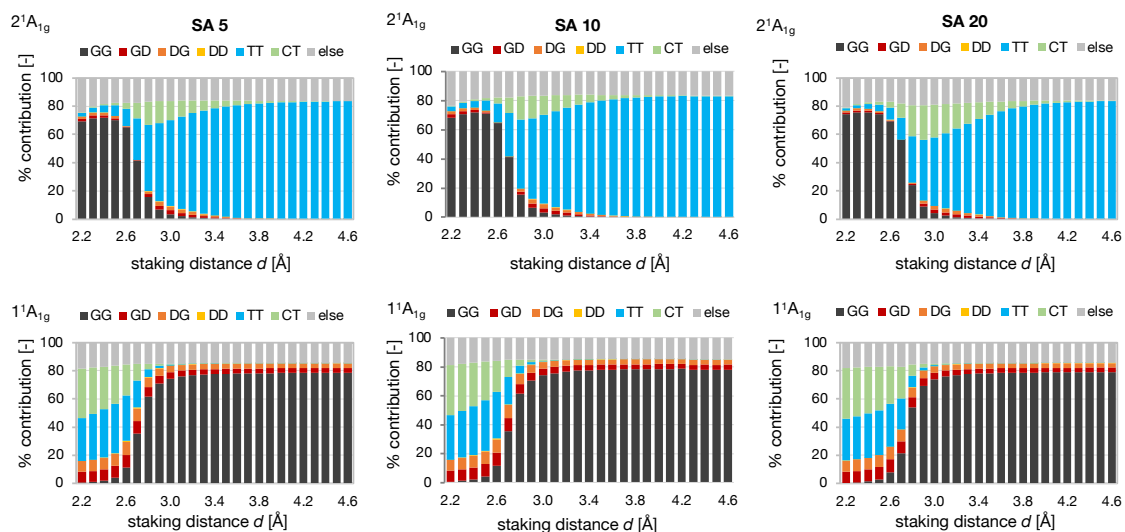 2¹A₁g SA 5
GG GD DG DD TT CT else
% contribution [-]
100
80
60
40
20
0
2.2 2.6 3.0 3.4 3.8 4.2 4.6
staking distance d [Å]
2¹A₁g SA 10
GG GD DG DD TT CT else
% contribution [-]
100
80
60
40
20
0
2.2 2.6 3.0 3.4 3.8 4.2 4.6
staking distance d [Å]
2¹A₁g SA 20
GG GD DG DD TT CT else
% contribution [-]
100
80
60
40
20
0
2.2 2.6 3.0 3.4 3.8 4.2 4.6
staking distance d [Å]
1¹A₁g
GG GD DG DD TT CT else
% contribution [-]
100
80
60
40
20
0
2.2 2.6 3.0 3.4 3.8 4.2 4.6
staking distance d [Å]
1¹A₁g
GG GD DG DD TT CT else
% contribution [-]
100
80
60
40
20
0
2.2 2.6 3.0 3.4 3.8 4.2 4.6
staking distance d [Å]
1¹A₁g
GG GD DG DD TT CT else
% contribution [-]
100
80
60
40
20
0
2.2 2.6 3.0 3.4 3.8 4.2 4.6
staking distance d [Å]